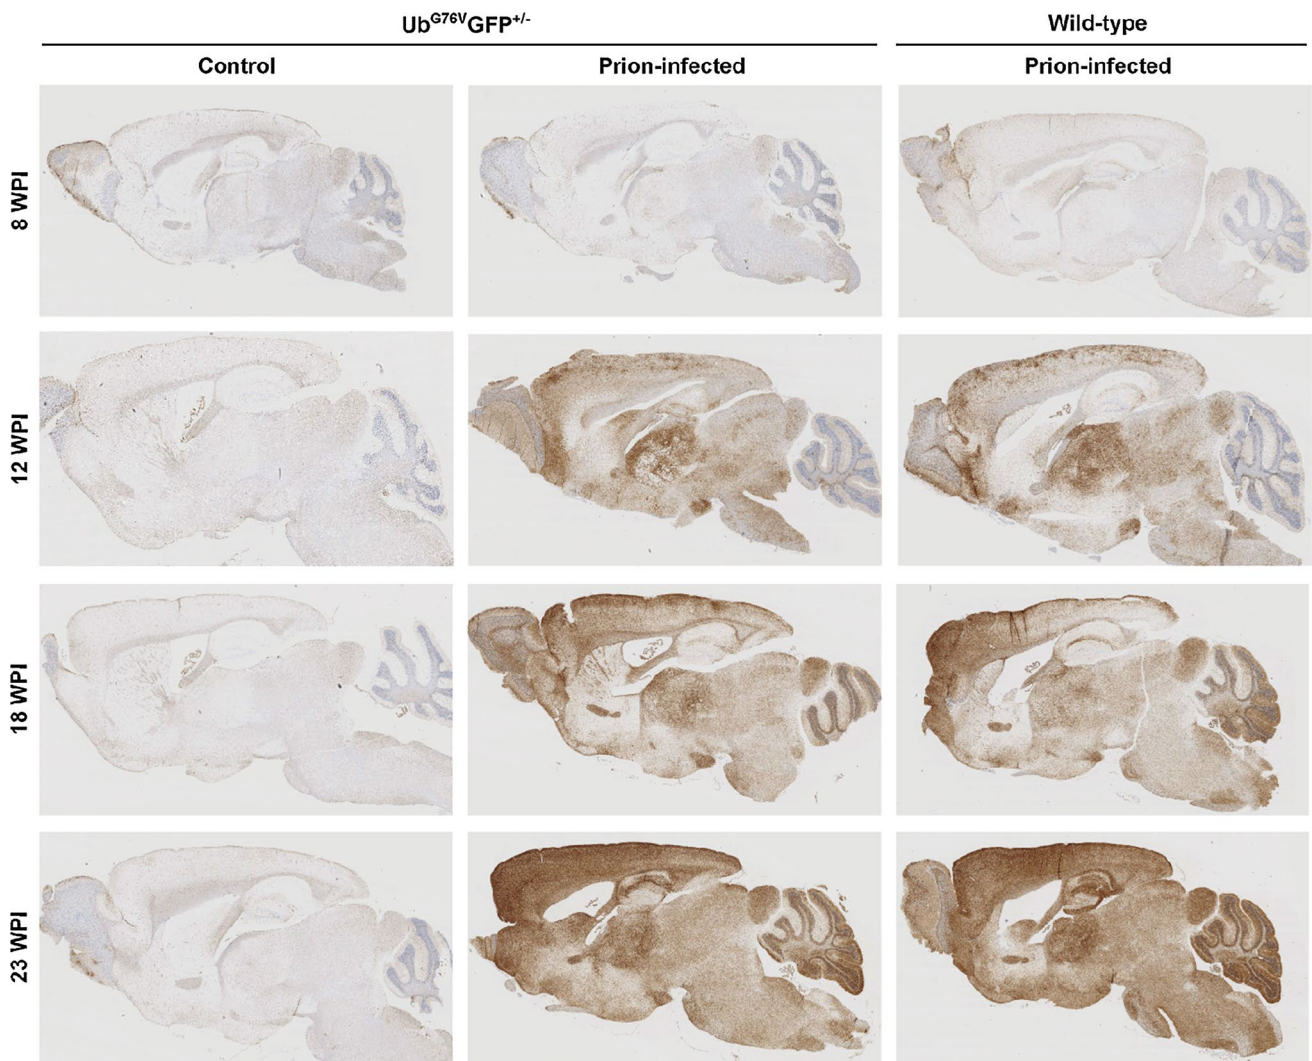 Ub^G76V GFP^+/-
Wild-type
Control
Prion-infected
Prion-infected
8 WPI
12 WPI
18 WPI
23 WPI